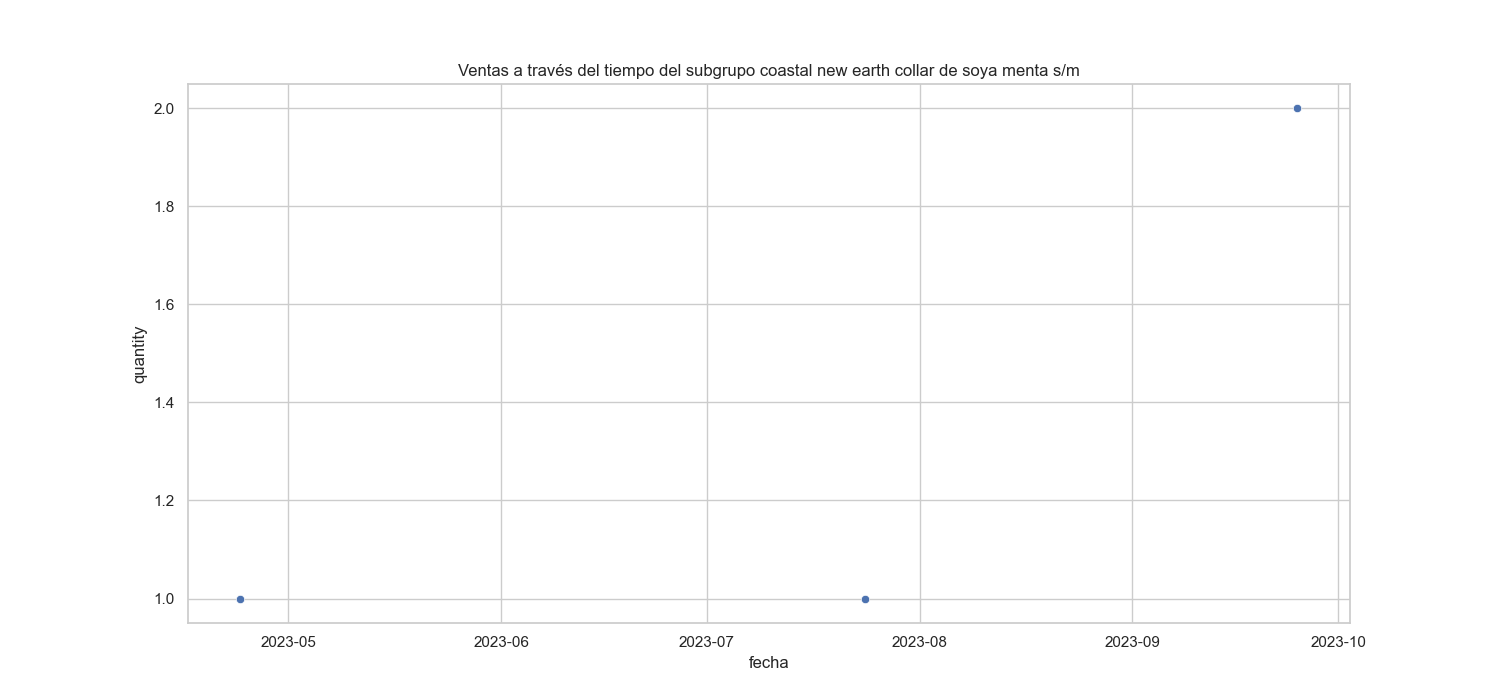 Ventas a través del tiempo del subgrupo coastal new earth collar de soya menta s/m
2.0
1.8
1.6
1.4
1.2
1.0
quantity
2023-05 2023-06 2023-07 2023-08 2023-09 2023-10
fecha